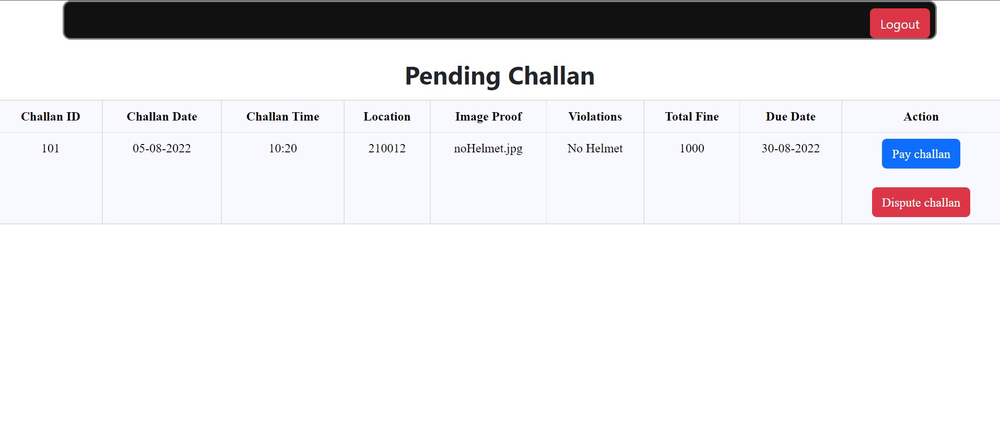 Logout
Pending Challan
Challan ID Challan Date Challan Time Location Image Proof Violations Total Fine Due Date Action
101 05-08-2022 10:20 210012 noHelmet.jpg No Helmet 1000 30-08-2022 Pay challan
Dispute challan